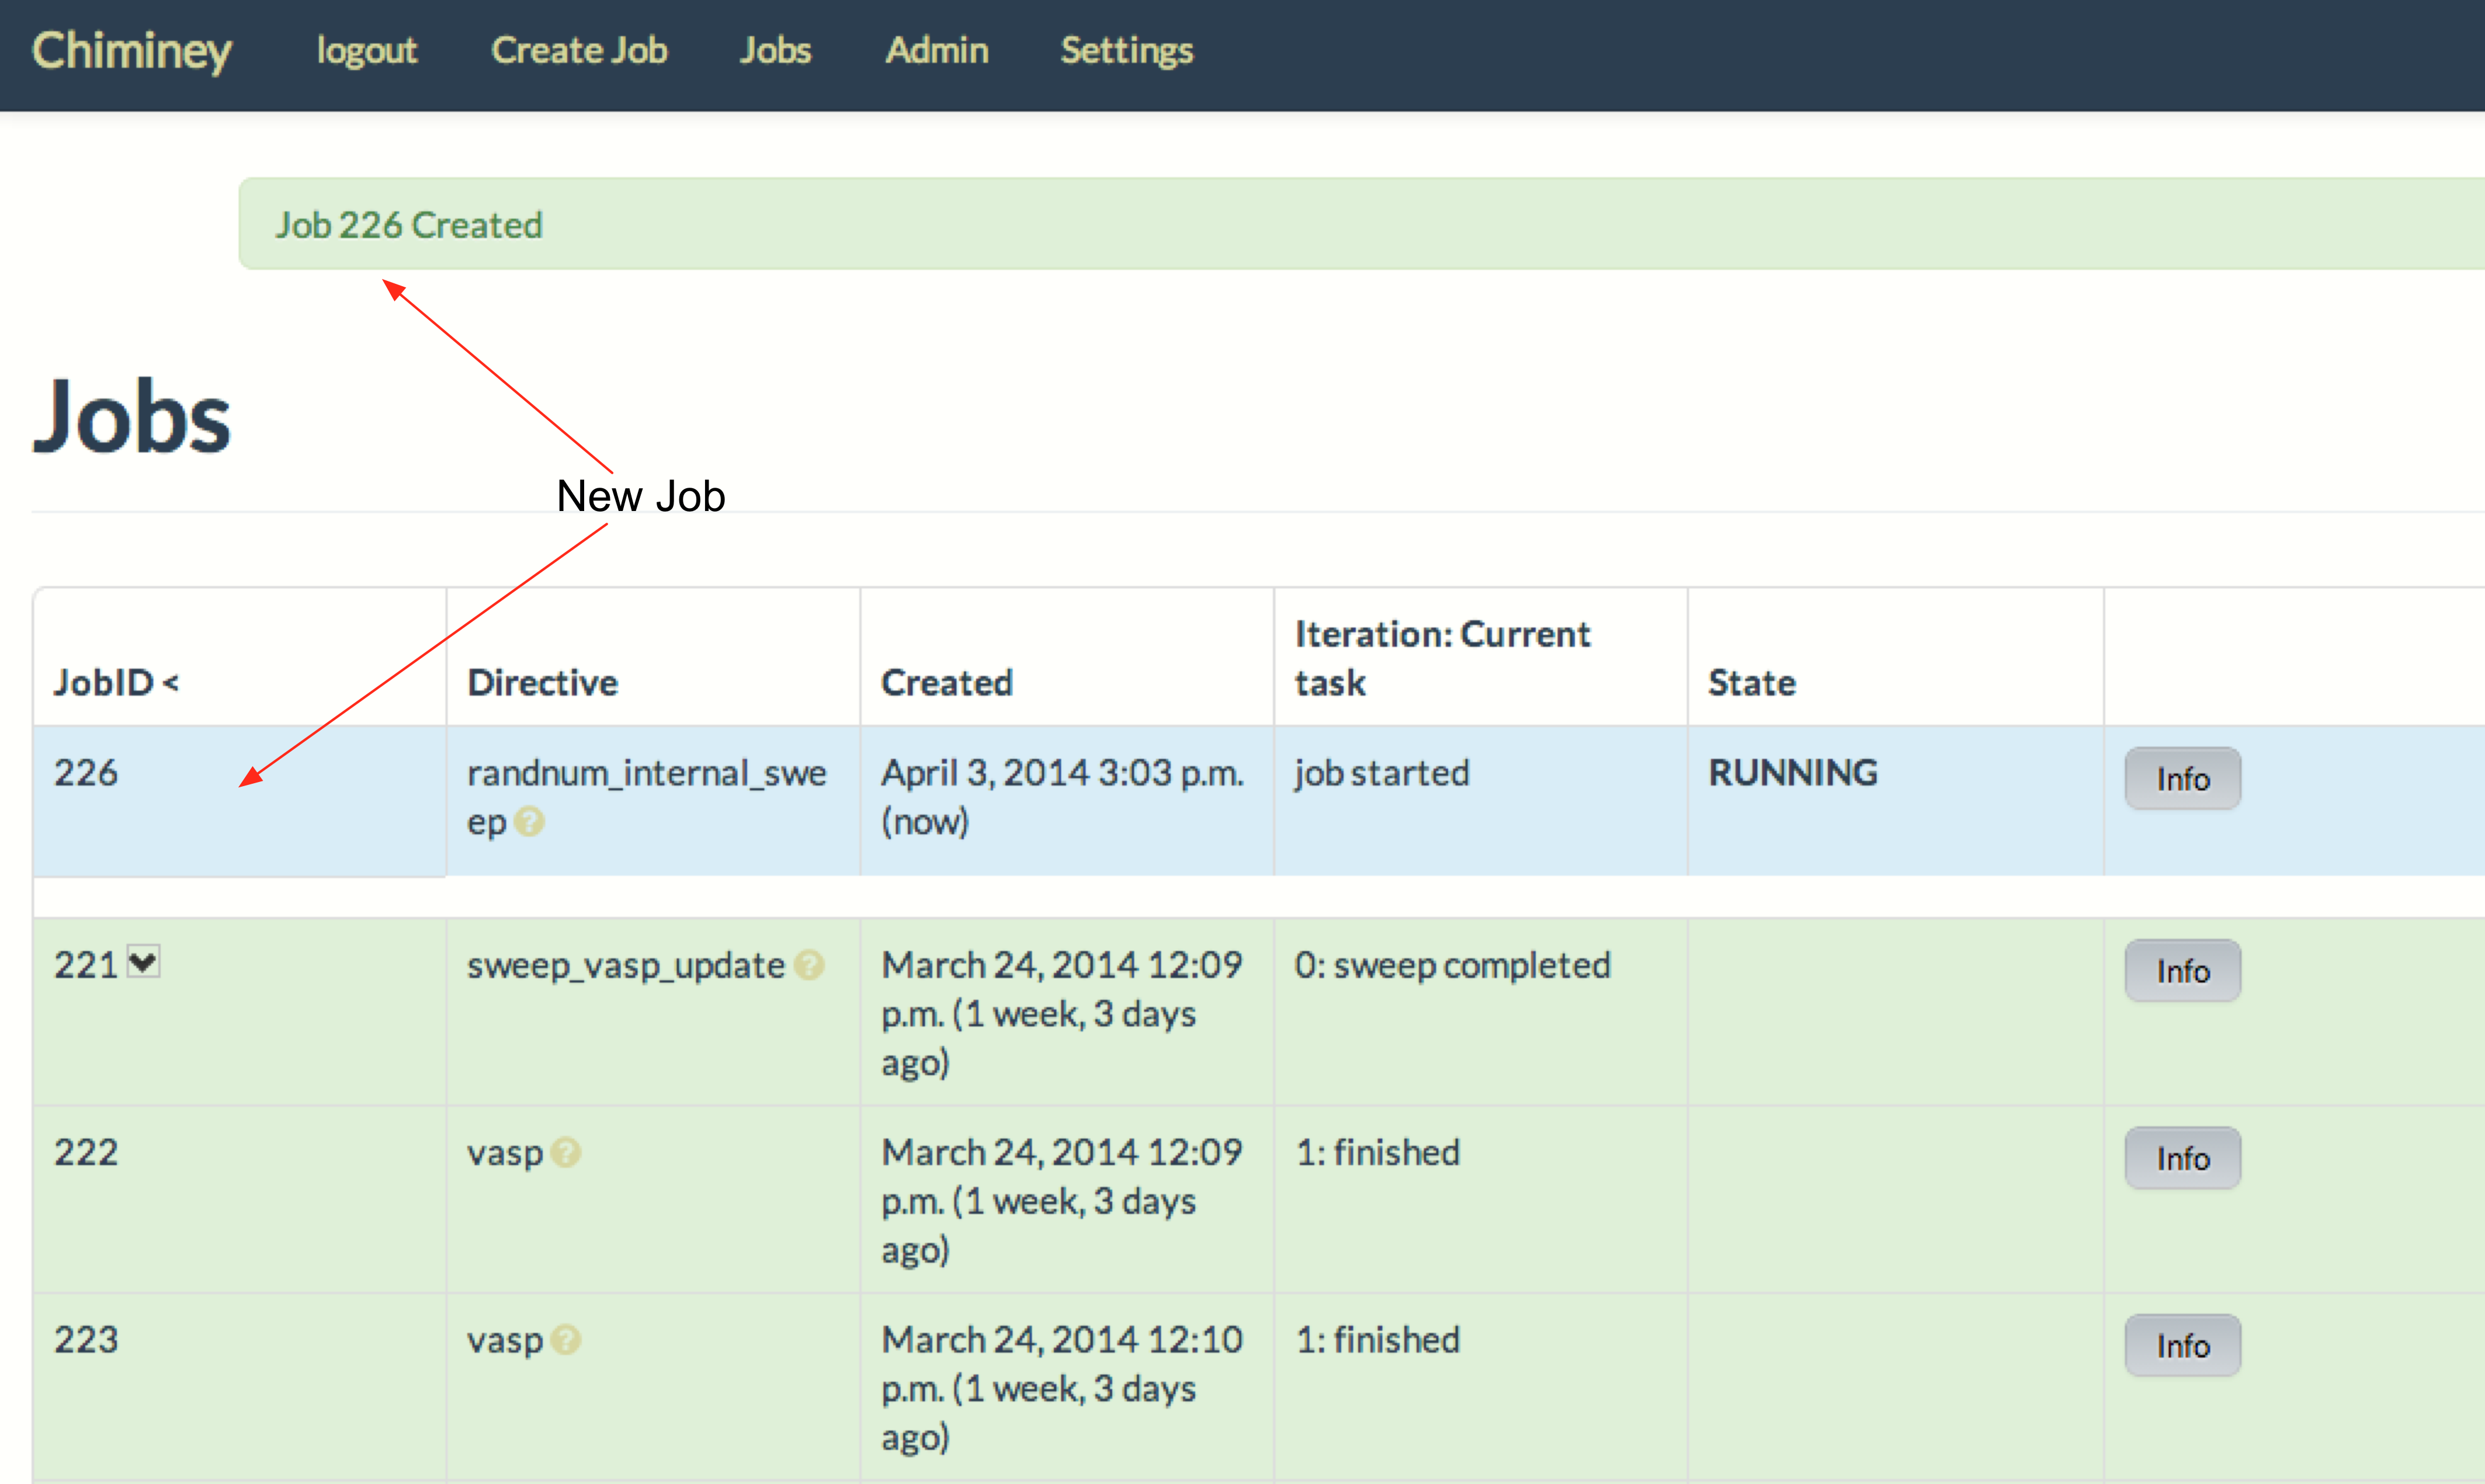 Chiminey logout Create Job Jobs Admin Settings
Job 226 Created
Jobs
New Job
JobID < Directive Created Iteration: Current task State
226 randnum_internal_swe April 3, 2014 3:03 p.m. job started RUNNING Info
ep ? (now)
221 sweep_vasp_update ? March 24, 2014 12:09 0: sweep completed Info
p.m. (1 week, 3 days
ago)
222 vasp ? March 24, 2014 12:09 1: finished Info
p.m. (1 week, 3 days
ago)
223 vasp ? March 24, 2014 12:10 1: finished Info
p.m. (1 week, 3 days
ago)